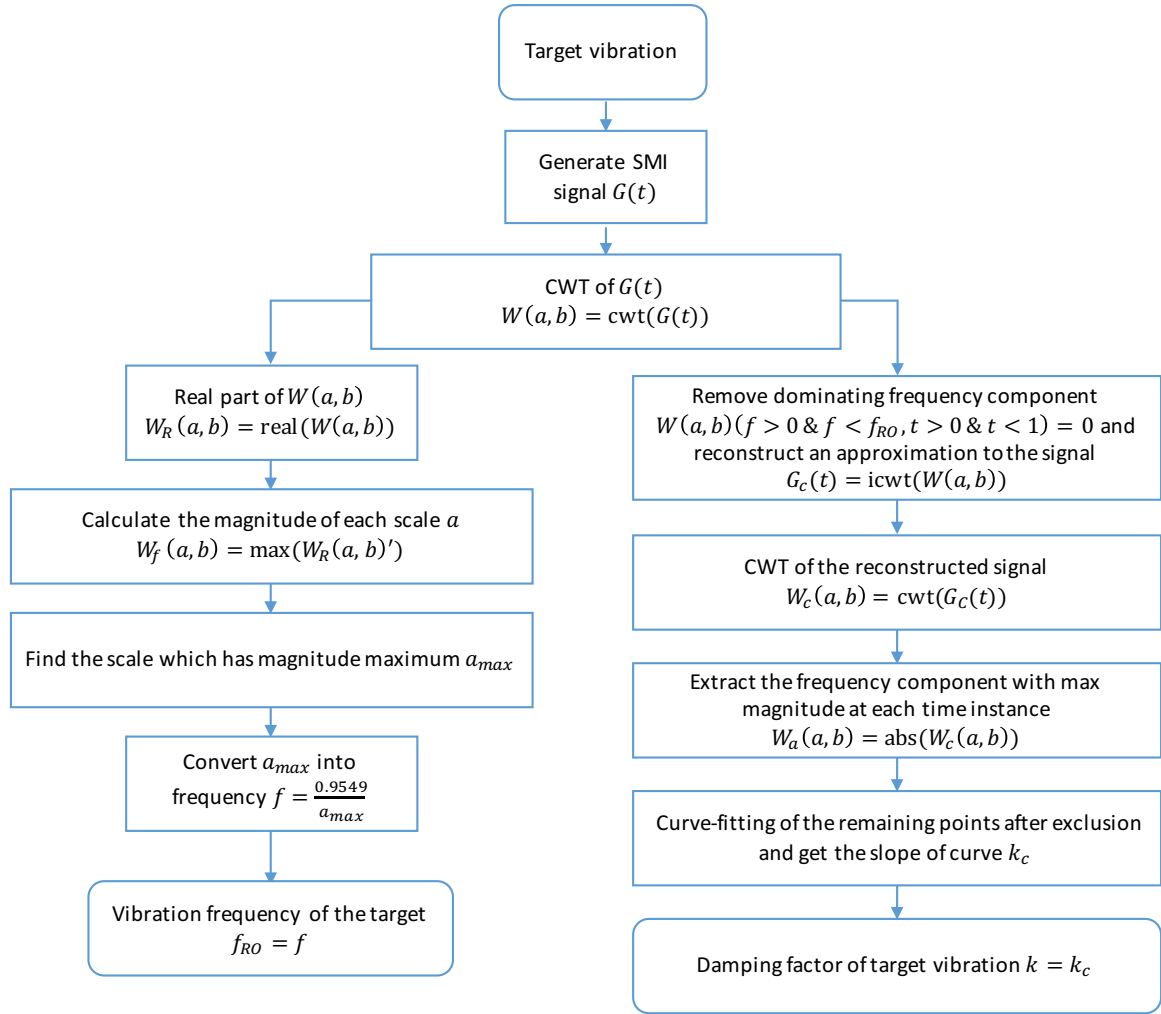 Target vibration
Generate SMI
signal G(t)
CWT of G(t)
W(a, b) = cwt(G(t))
Real part of W(a, b)
W_R(a, b) = real(W(a, b))
Calculate the magnitude of each scale a
W_f(a, b) = max(W_R(a, b)′)
Find the scale which has magnitude maximum a_max
Convert a_max into
frequency f = 0.9549/a_max
Vibration frequency of the target
f_RO = f
Remove dominating frequency component
W(a, b)(f > 0 & f < f_RO, t > 0 & t < 1) = 0 and
reconstruct an approximation to the signal
G_c(t) = icwt(W(a, b))
CWT of the reconstructed signal
W_c(a, b) = cwt(G_C(t))
Extract the frequency component with max
magnitude at each time instance
W_a(a, b) = abs(W_c(a, b))
Curve-fitting of the remaining points after exclusion
and get the slope of curve k_c
Damping factor of target vibration k = k_c